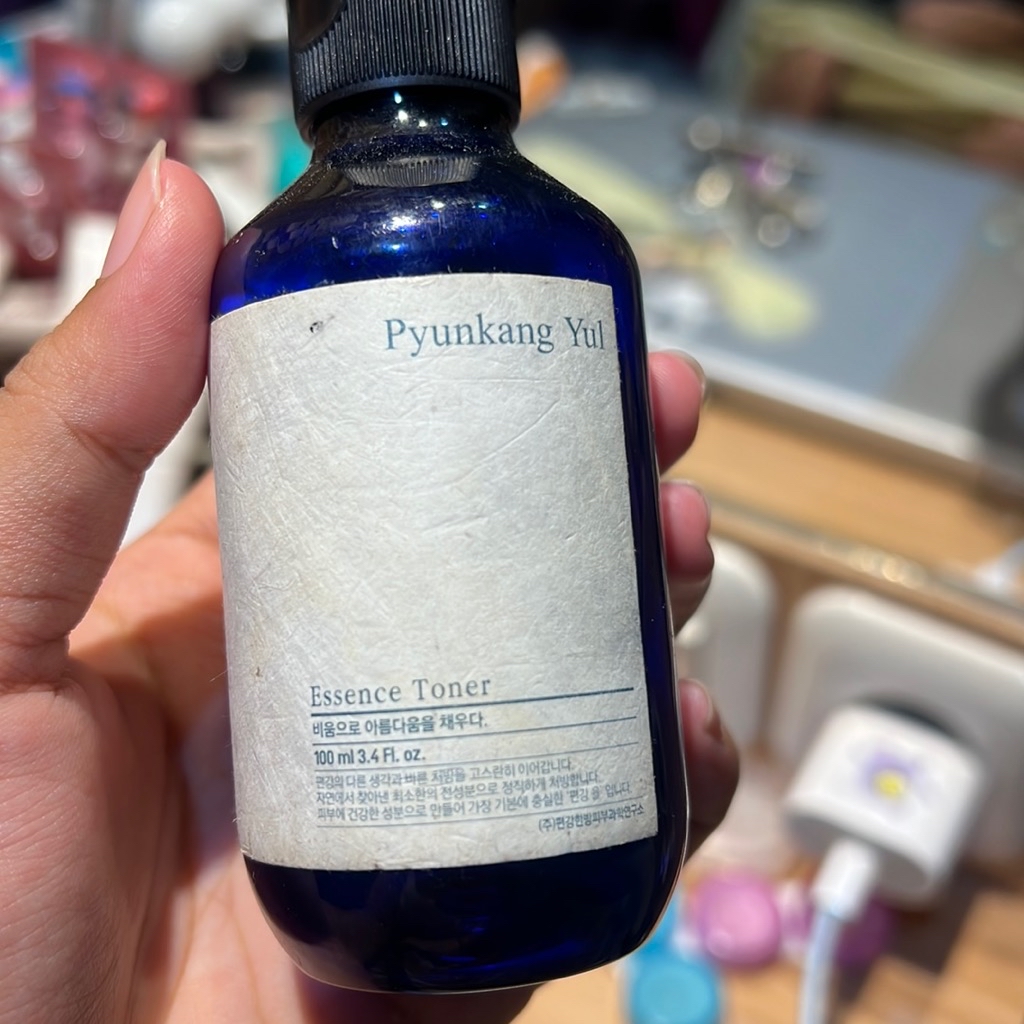 Pyunkang Yul
Essence Toner
비움으로 아름다움을 채우다.
100 ml 3.4 Fl. oz.
편강의 다른 생각과 바른 처방을 고스란히 이어갑니다.
자연에서 찾아낸 최소한의 전성분으로 정직하게 처방합니다.
피부에 건강한 성분으로 만들어 가장 기본에 충실한 '편강 율' 입니다.
(주)편강한방피부과학연구소